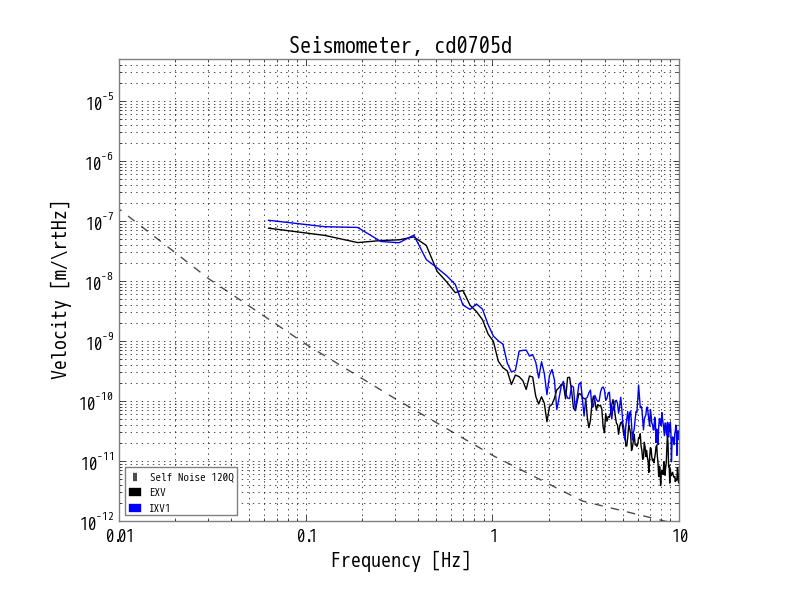 Seismometer, cd0705d
Velocity [m/\rtHz]
10^-5
10^-6
10^-7
10^-8
10^-9
10^-10
10^-11
10^-12
Self Noise 120Q
EXV
IXV1
0.01
0.1
1
10
Frequency [Hz]